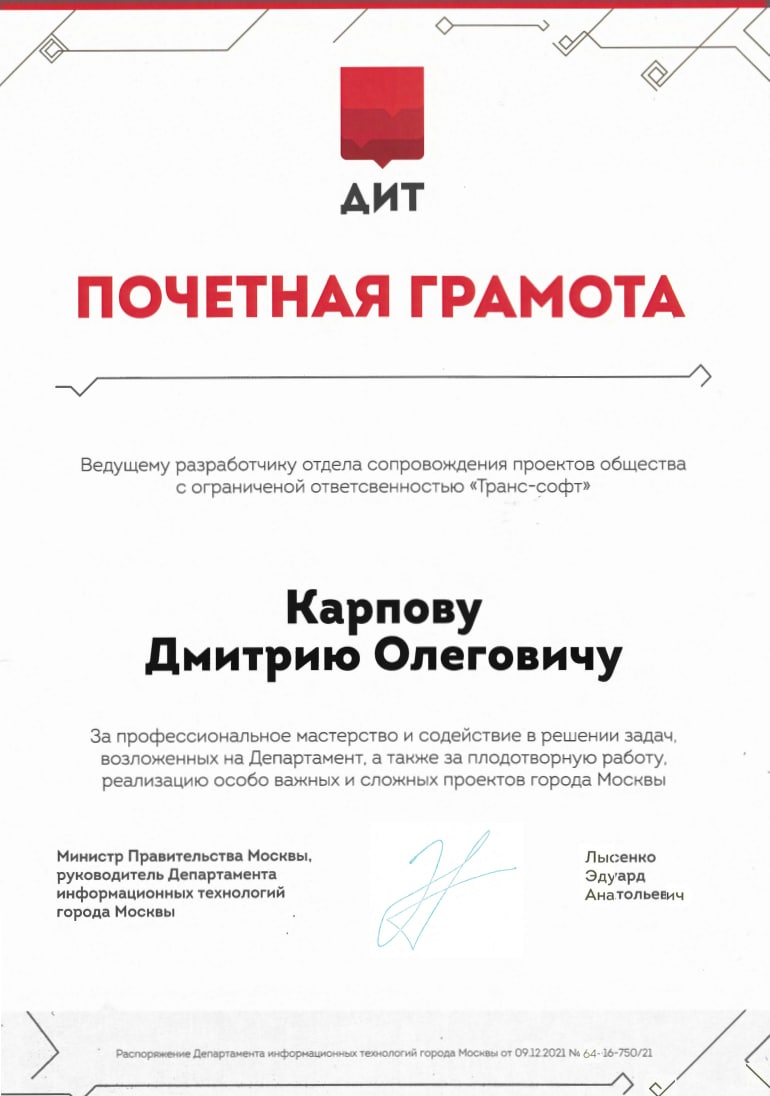 ДИТ
ПОЧЕТНАЯ ГРАМОТА
Ведущему разработчику отдела сопровождения проектов общества
с ограниченой ответсвенностью «Транс-софт»
Карпову
Дмитрию Олеговичу
За профессиональное мастерство и содействие в решении задач,
возложенных на Департамент, а также за плодотворную работу,
реализацию особо важных и сложных проектов города Москвы
Министр Правительства Москвы,
руководитель Департамента
информационных технологий
города Москвы
Лысенко
Эдуард
Анатольевич
Распоряжение Департамента информационных технологий города Москвы от 09.12.2021 № 64-16-750/21